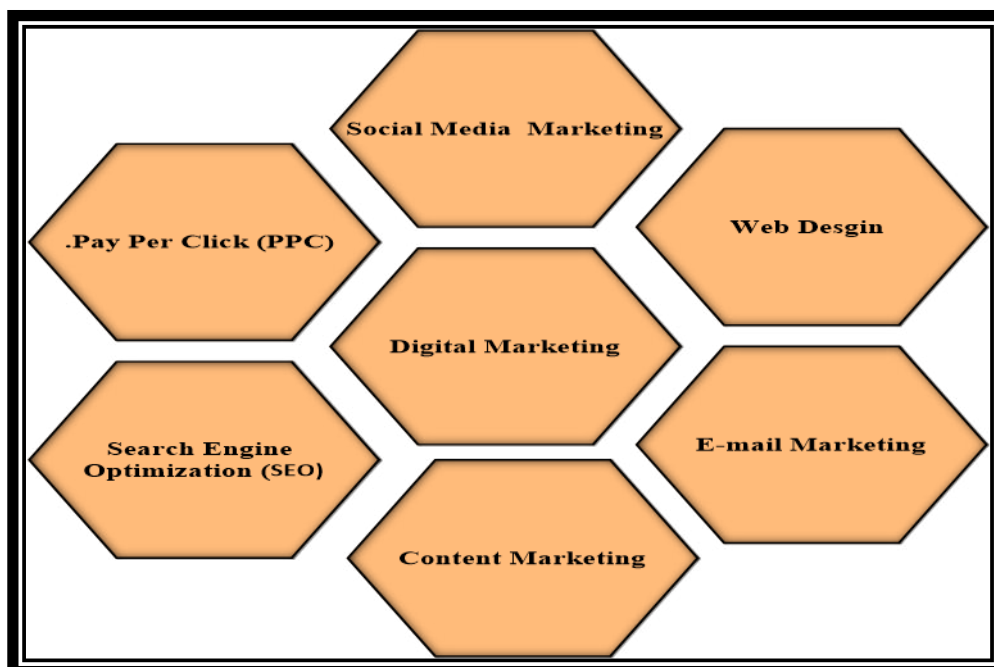 Social Media Marketing
.Pay Per Click (PPC)
Web Desgin
Digital Marketing
Search Engine
Optimization (SEO)
E-mail Marketing
Content Marketing